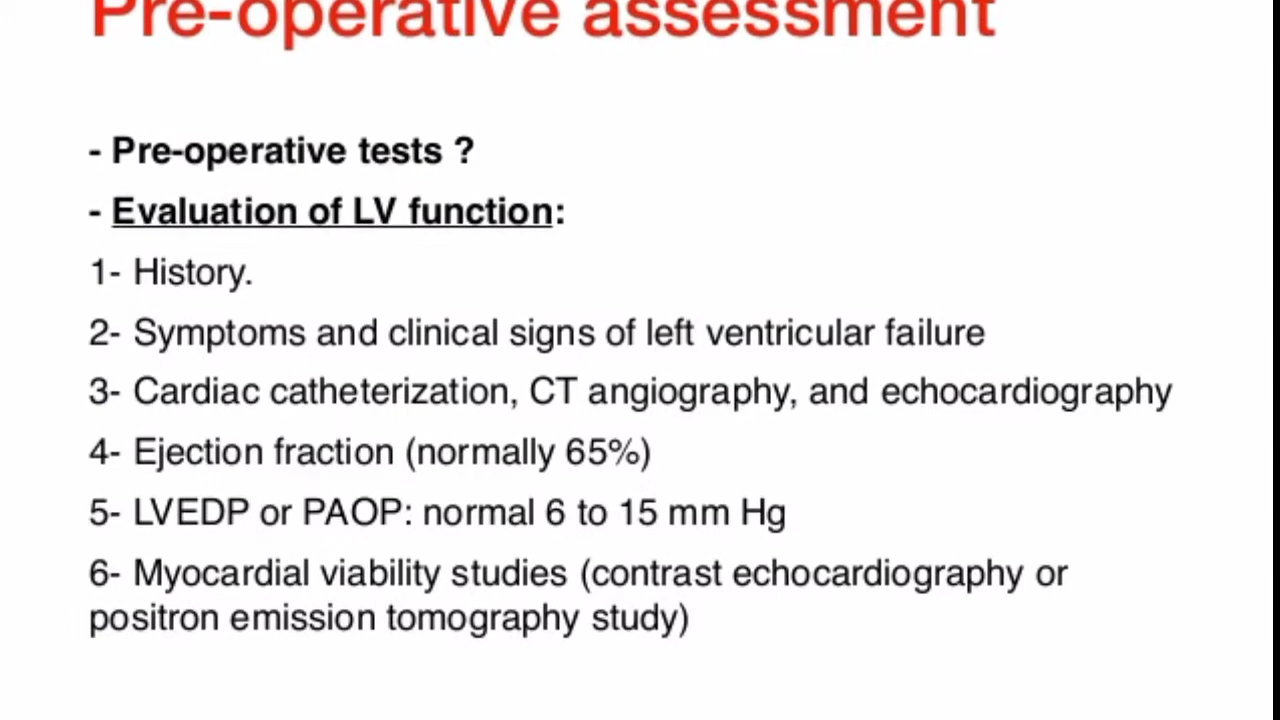 Pre-operative assessment
- Pre-operative tests ?
- Evaluation of LV function:
1- History.
2- Symptoms and clinical signs of left ventricular failure
3- Cardiac catheterization, CT angiography, and echocardiography
4- Ejection fraction (normally 65%)
5- LVEDP or PAOP: normal 6 to 15 mm Hg
6- Myocardial viability studies (contrast echocardiography or
positron emission tomography study)